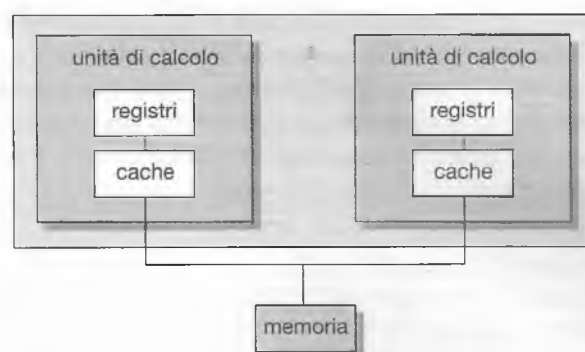 unità di calcolo
registri
cache
unità di calcolo
registri
cache
memoria